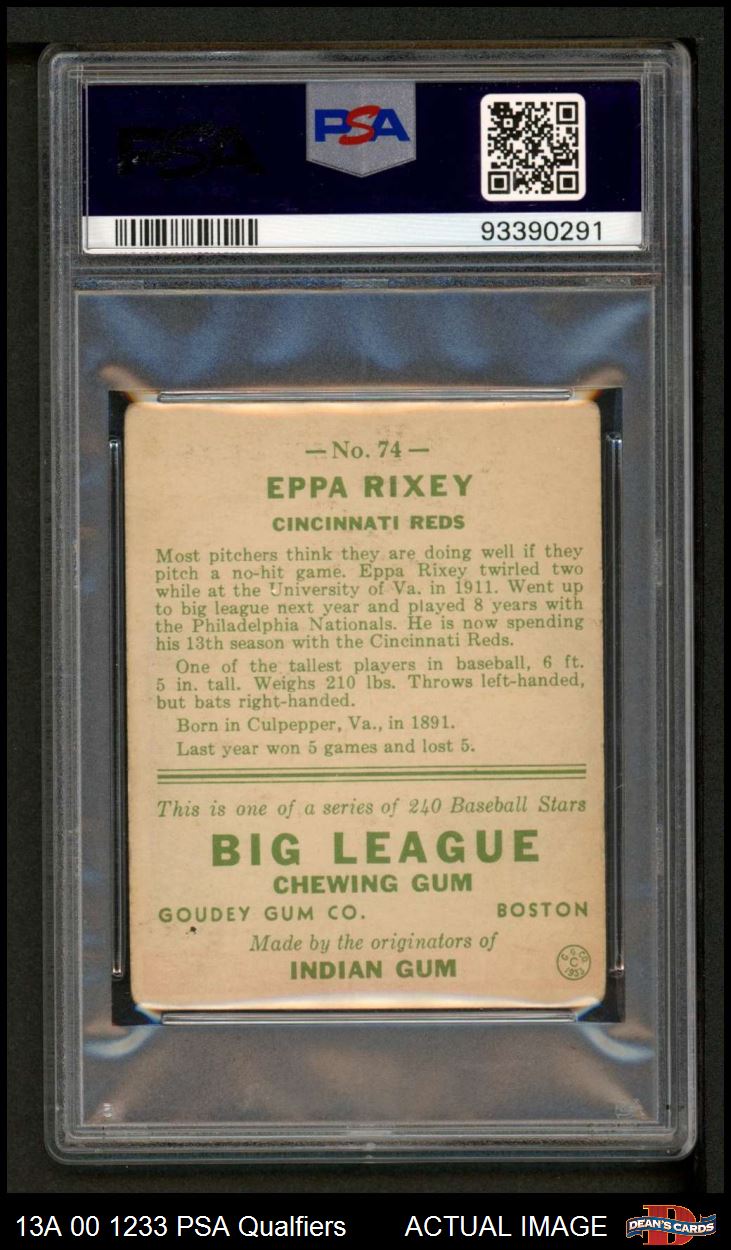 PSA
PSA
93390291
— No. 74 —
EPPA RIXEY
CINCINNATI REDS
Most pitchers think they are doing well if they
pitch a no-hit game. Eppa Rixey twirled two
while at the University of Va. in 1911. Went up
to big league next year and played 8 years with
the Philadelphia Nationals. He is now spending
his 13th season with the Cincinnati Reds.
One of the tallest players in baseball, 6 ft.
5 in. tall. Weighs 210 lbs. Throws left-handed,
but bats right-handed.
Born in Culpepper, Va., in 1891.
Last year won 5 games and lost 5.
This is one of a series of 240 Baseball Stars
BIG LEAGUE
CHEWING GUM
GOUDEY GUM CO. BOSTON
Made by the originators of
INDIAN GUM
G. G. CO.
C
1933
13A 00 1233 PSA Qualfiers ACTUAL IMAGE DEAN'S CARDS